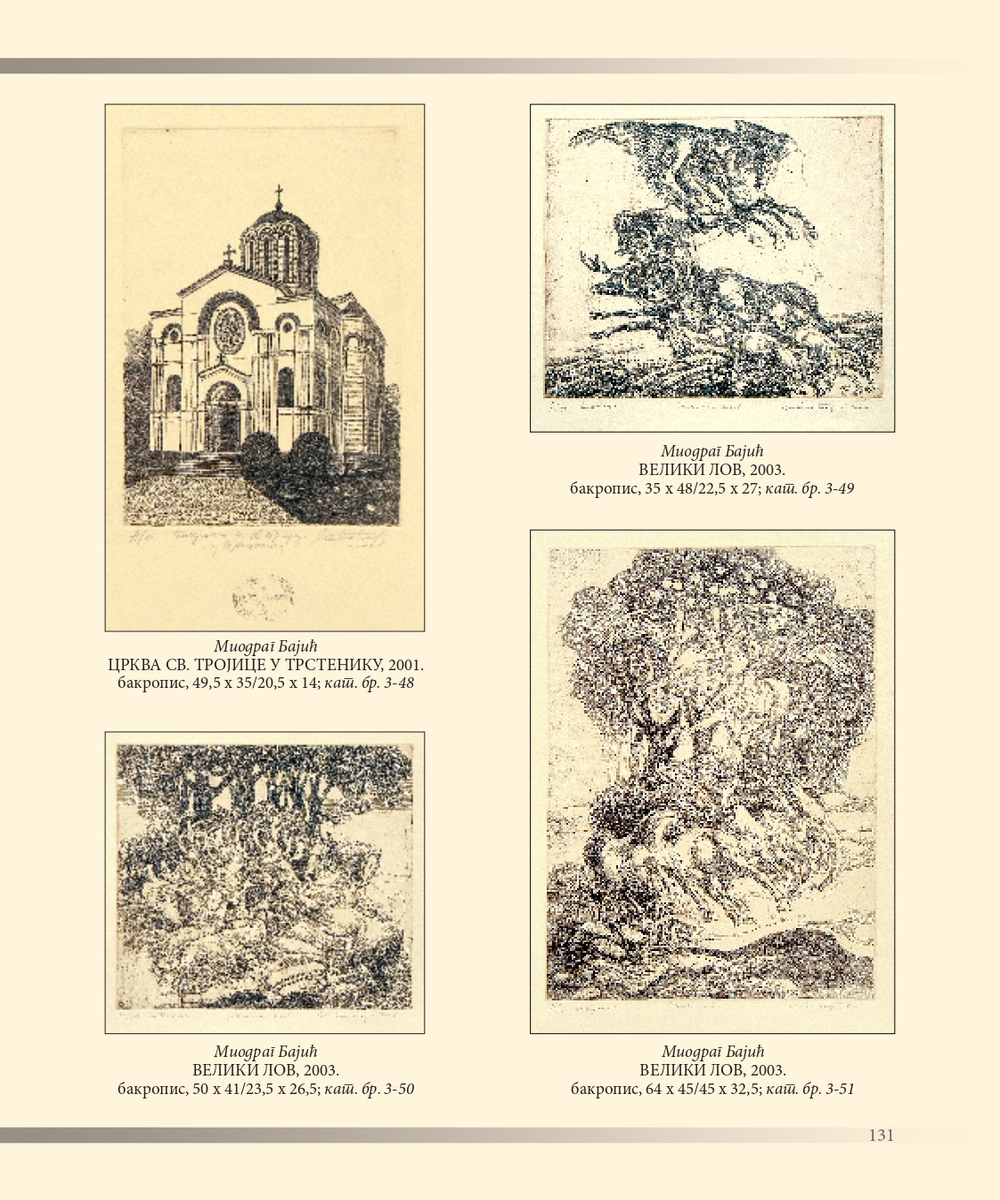 Миодраг Бајић
ЦРКВА СВ. ТРОЈИЦЕ У ТРСТЕНИКУ, 2001.
бакропис, 49,5 x 35/20,5 x 14; кат. бр. 3-48
Миодраг Бајић
ВЕЛИКИ ЛОВ, 2003.
бакропис, 50 x 41/23,5 x 26,5; кат. бр. 3-50
Миодраг Бајић
ВЕЛИКИ ЛОВ, 2003.
бакропис, 35 x 48/22,5 x 27; кат. бр. 3-49
Миодраг Бајић
ВЕЛИКИ ЛОВ, 2003.
бакропис, 64 x 45/45 x 32,5; кат. бр. 3-51
131